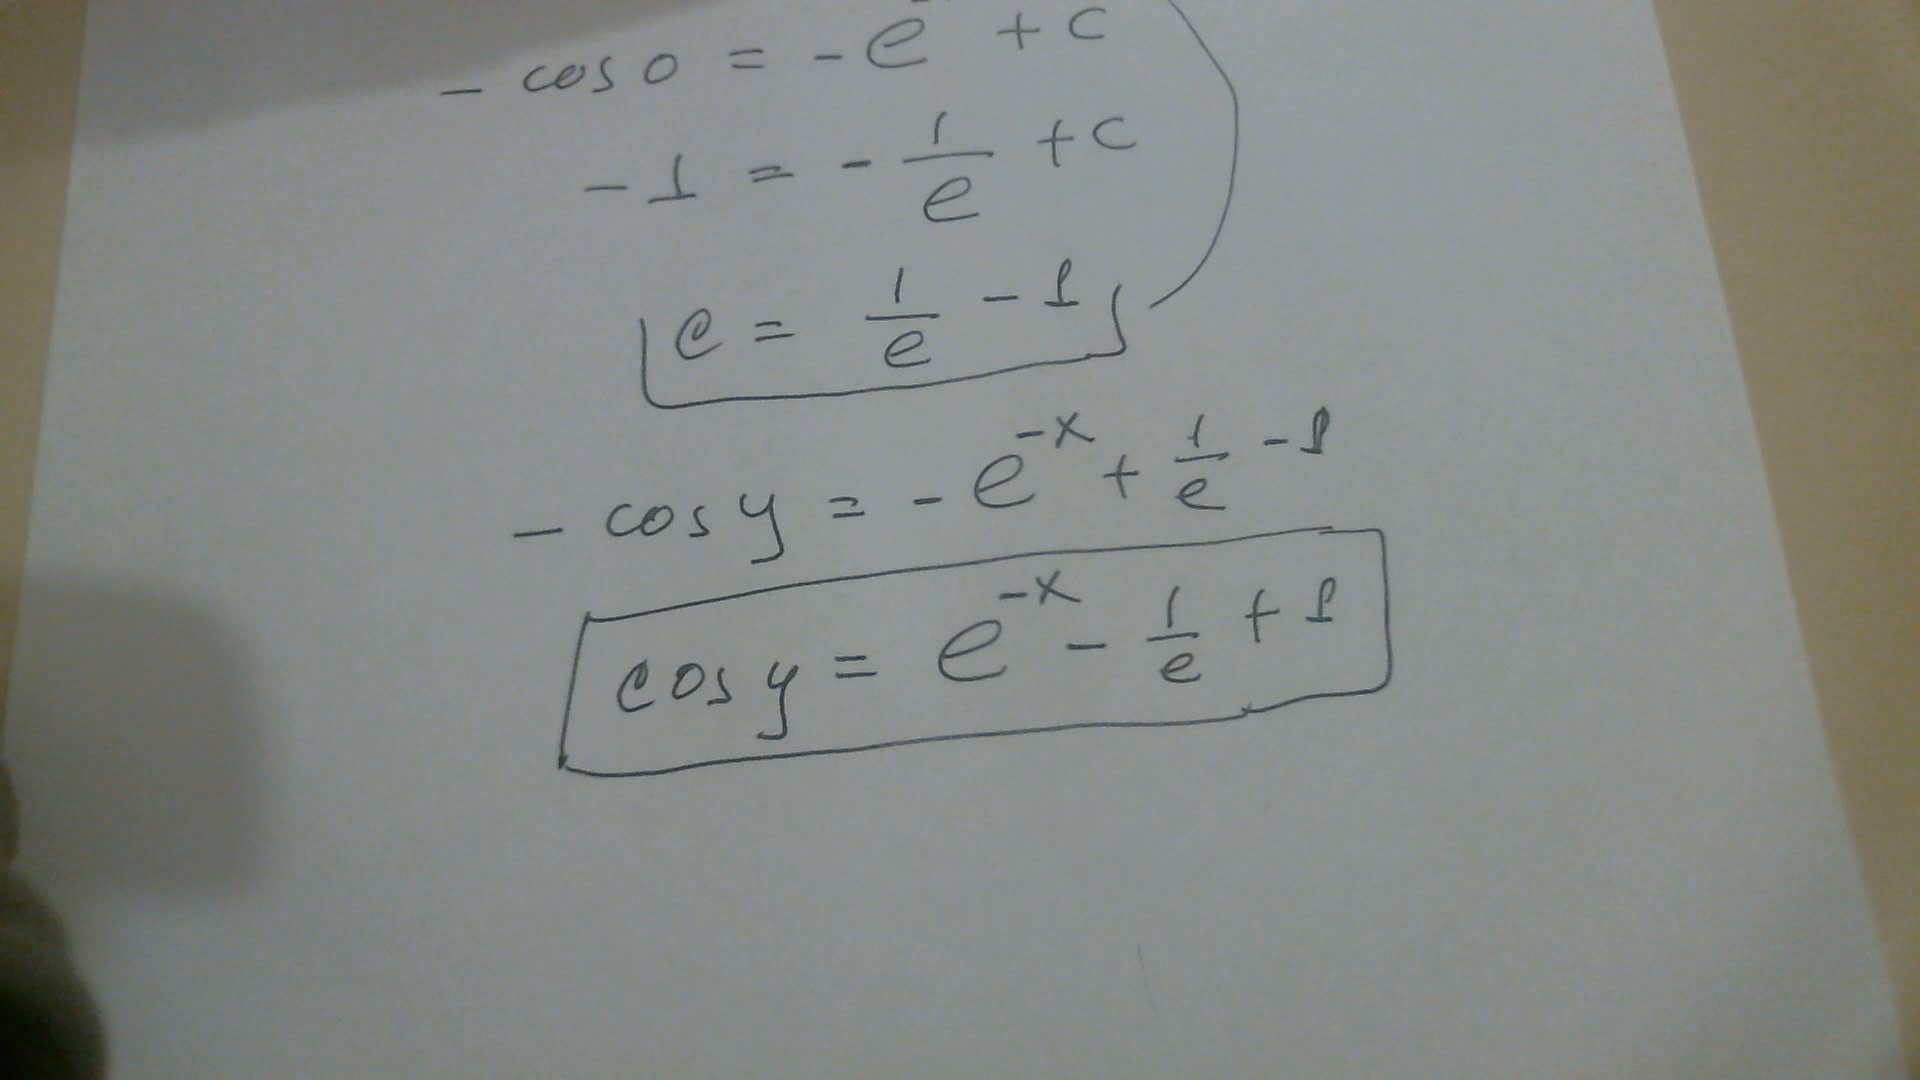 - cos 0 = - e + c
- 1 = - 1/e + c
c = 1/e - 1
- cos y = - e^-x + 1/e - 1
cos y = e^-x - 1/e + 1